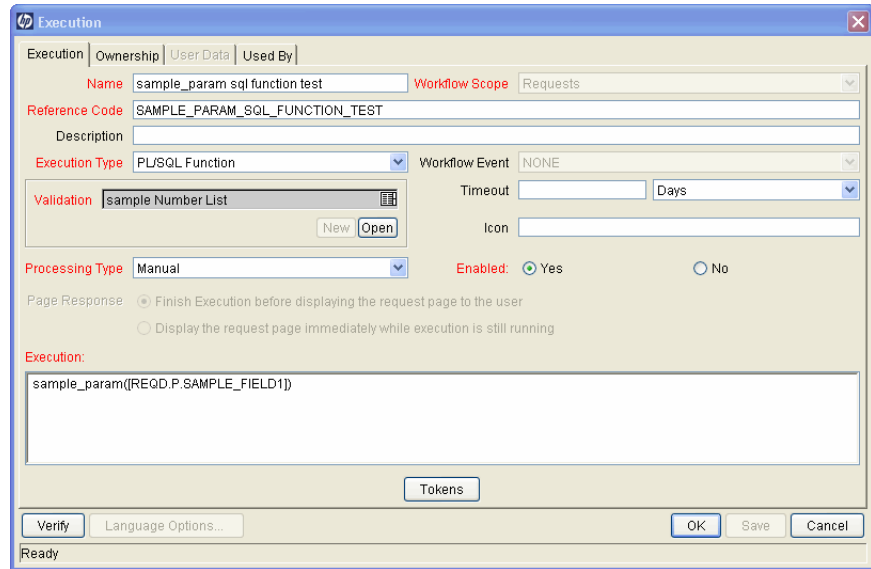 hp Execution
Execution Ownership User Data Used By
Name sample_param sql function test Workflow Scope Requests
Reference Code SAMPLE_PARAM_SQL_FUNCTION_TEST
Description
Execution Type PL/SQL Function Workflow Event NONE
Validation sample Number List Timeout Days
New Open Icon
Processing Type Manual Enabled: Yes No
Page Response Finish Execution before displaying the request page to the user
Display the request page immediately while execution is still running
Execution:
sample_param([REQD.P.SAMPLE_FIELD1])
Tokens
Verify Language Options... OK Save Cancel
Ready